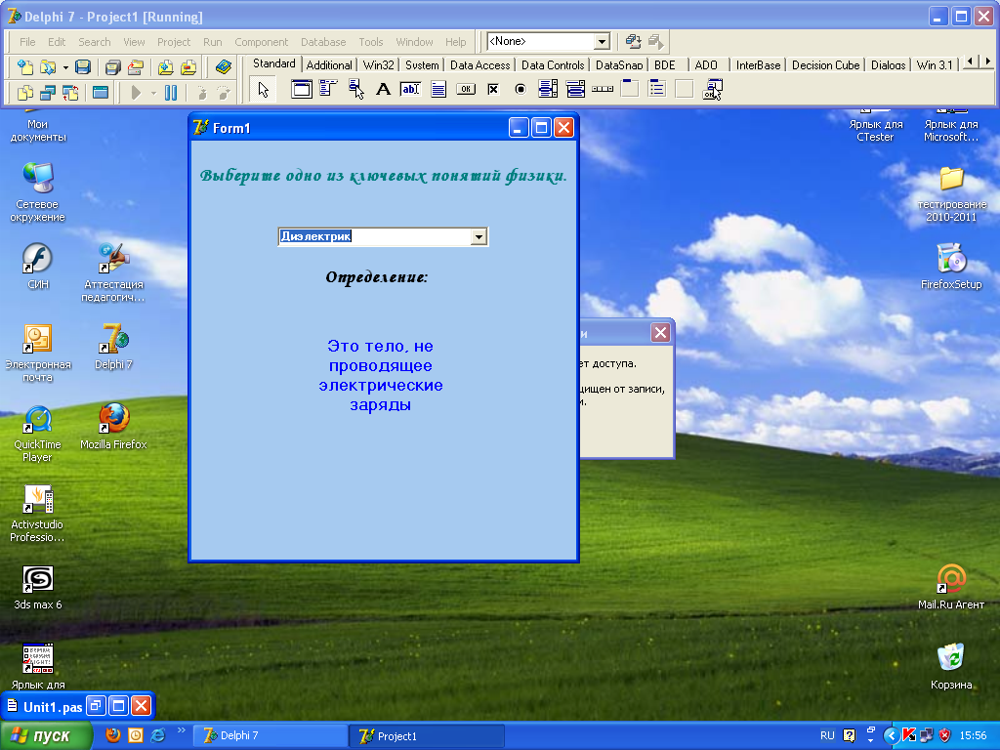 Delphi 7 - Project1 [Running]
File Edit Search View Project Run Component Database Tools Window Help
<None>
Standard Additional Win32 System Data Access Data Controls DataSnap BDE ADO InterBase Decision Cube Dialogs Win 3.1
Мои
документы
Сетевое
окружение
СИН
Аттестация
педагогич...
Электронная
почта
Delphi 7
QuickTime
Player
Mozilla Firefox
Activstudio
Professio...
3ds max 6
Ярлык для
Form1
Выберите одно из ключевых понятий физики.
Диэлектрик
Определение:
Это тело, не
проводящее
электрические
заряды
и
ет доступа.
щищен от записи,
и.
Ярлык для
CTester
Ярлык для
Microsoft...
тестирование
2010-2011
FirefoxSetup
Mail.Ru Агент
Корзина
Unit1.pas
пуск
Delphi 7
Project1
RU
15:56